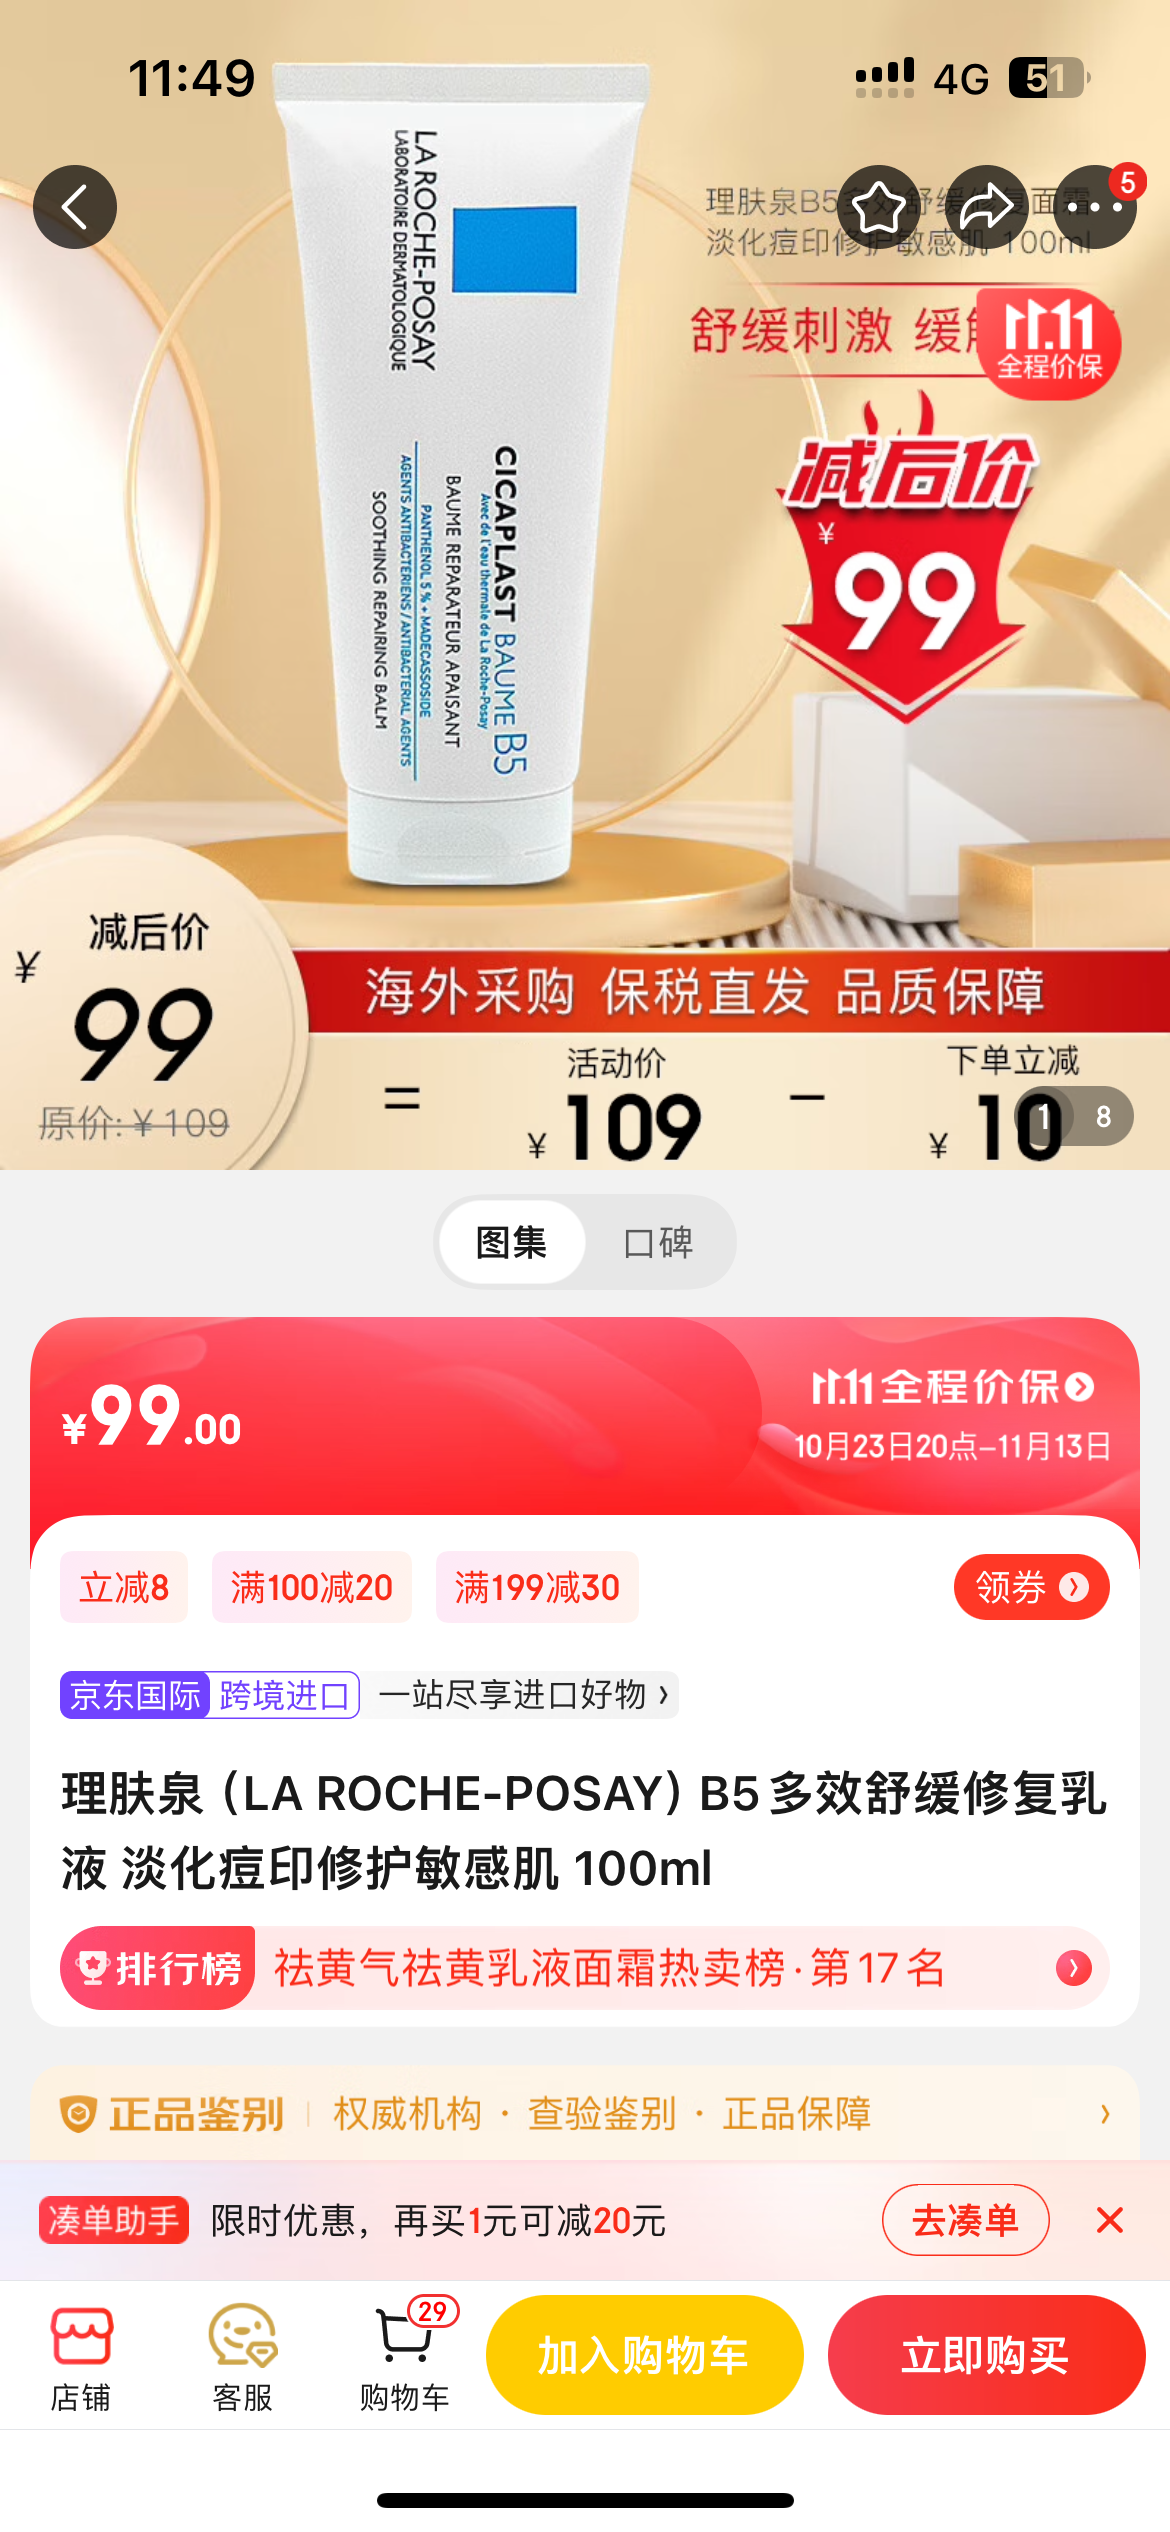 11:49
4G
51
LA ROCHE-POSAY
LABORATOIRE DERMATOLOGIQUE
CICAPLAST BAUME B5
Avec de l'eau thermale de La Roche-Posay
BAUME REPARATEUR APAISANT
PANTHENOL 5 % + MADECASSOSIDE
AGENTS ANTIBACTERIENS / ANTIBACTERIAL AGENTS
SOOTHING REPAIRING BALM
5
理肤泉B5多效舒缓修复面霜
淡化痘印修护敏感肌 100ml
舒缓刺激 缓
11.11
全程价保
减后价
¥
99
海外采购 保税直发 品质保障
减后价
¥
99
原价:¥109
=
活动价
¥109
−
下单立减
¥10
1 8
图集 口碑
¥99.00
11.11全程价保
10月23日20点–11月13日
立减8 满100减20 满199减30 领券
京东国际 跨境进口 一站尽享进口好物 ›
理肤泉(LA ROCHE-POSAY)B5多效舒缓修复乳
液 淡化痘印修护敏感肌 100ml
排行榜 祛黄气祛黄乳液面霜热卖榜·第17名
正品鉴别 权威机构 · 查验鉴别 · 正品保障
凑单助手 限时优惠，再买1元可减20元 去凑单
29
店铺 客服 购物车 加入购物车 立即购买